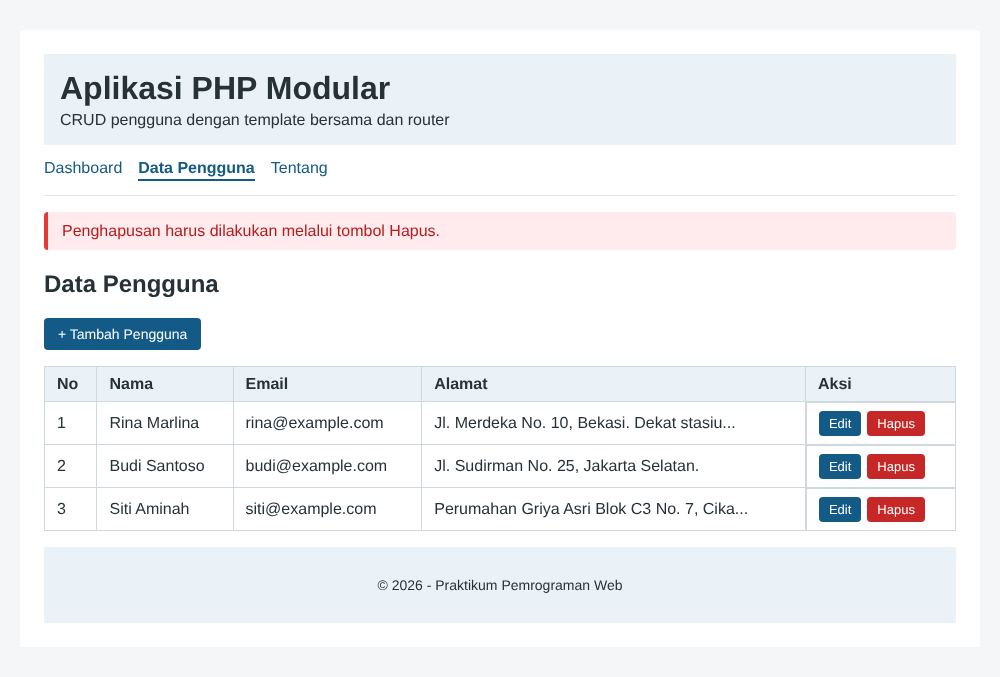 Aplikasi PHP Modular
CRUD pengguna dengan template bersama dan router
Dashboard Data Pengguna Tentang
Penghapusan harus dilakukan melalui tombol Hapus.
Data Pengguna
+ Tambah Pengguna
No Nama Email Alamat Aksi
1 Rina Marlina rina@example.com Jl. Merdeka No. 10, Bekasi. Dekat stasiu... Edit Hapus
2 Budi Santoso budi@example.com Jl. Sudirman No. 25, Jakarta Selatan. Edit Hapus
3 Siti Aminah siti@example.com Perumahan Griya Asri Blok C3 No. 7, Cika... Edit Hapus
© 2026 - Praktikum Pemrograman Web